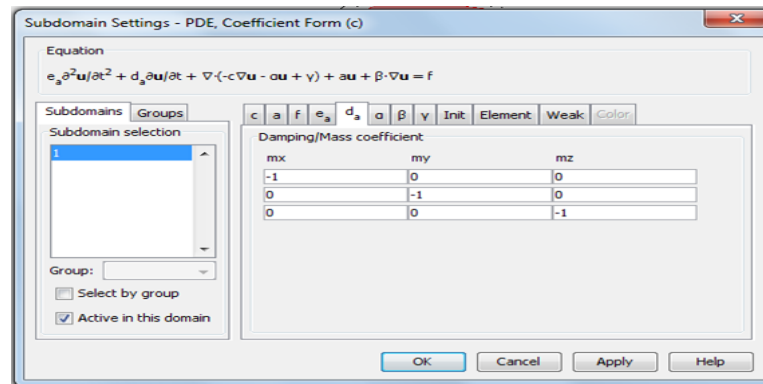 Subdomain Settings - PDE, Coefficient Form (c)
Equation
eₐ∂²u/∂t² + dₐ∂u/∂t + ∇·(-c∇u - αu + γ) + au + β·∇u = f
Subdomains Groups
c a f eₐ dₐ α β γ Init Element Weak Color
Subdomain selection
1
Damping/Mass coefficient
mx my mz
-1 0 0
0 -1 0
0 0 -1
Group:
Select by group
Active in this domain
OK Cancel Apply Help